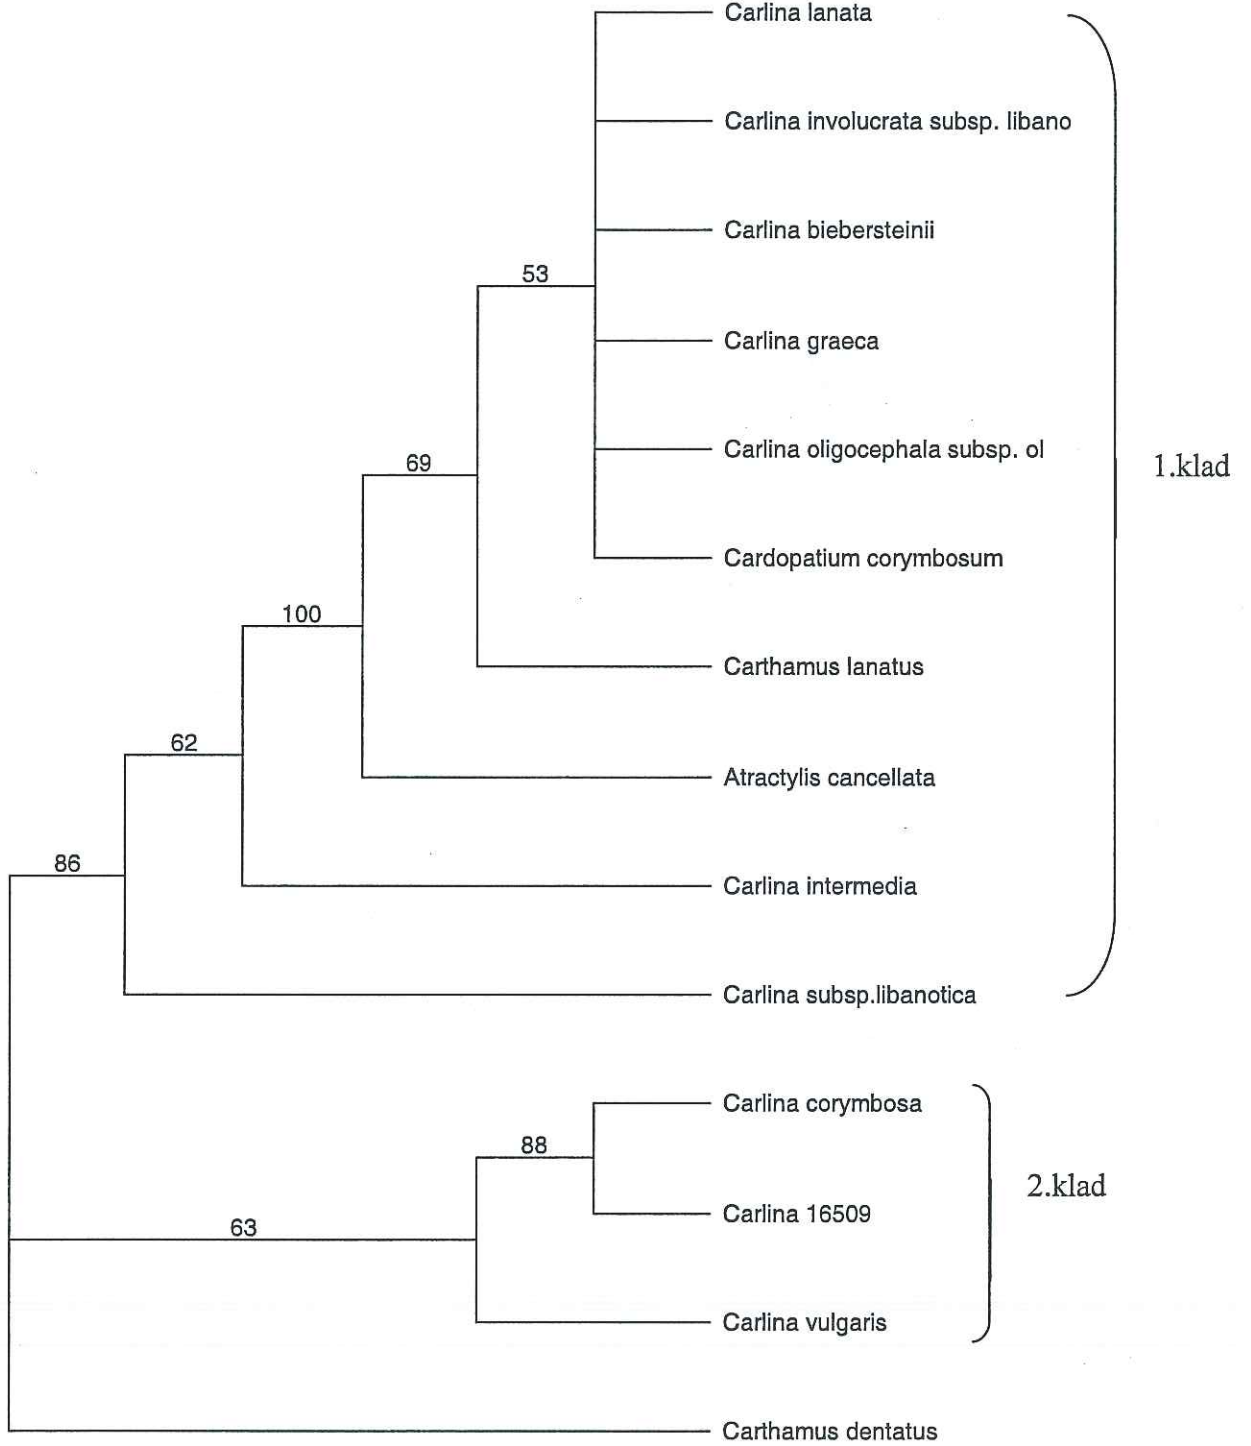 Carlina lanata
Carlina involucrata subsp. libano
Carlina biebersteinii
53
Carlina graeca
Carlina oligocephala subsp. ol
69
1.klad
Cardopatium corymbosum
100
Carthamus lanatus
62
Atractylis cancellata
86
Carlina intermedia
Carlina subsp.libanotica
Carlina corymbosa
88
2.klad
Carlina 16509
63
Carlina vulgaris
Carthamus dentatus